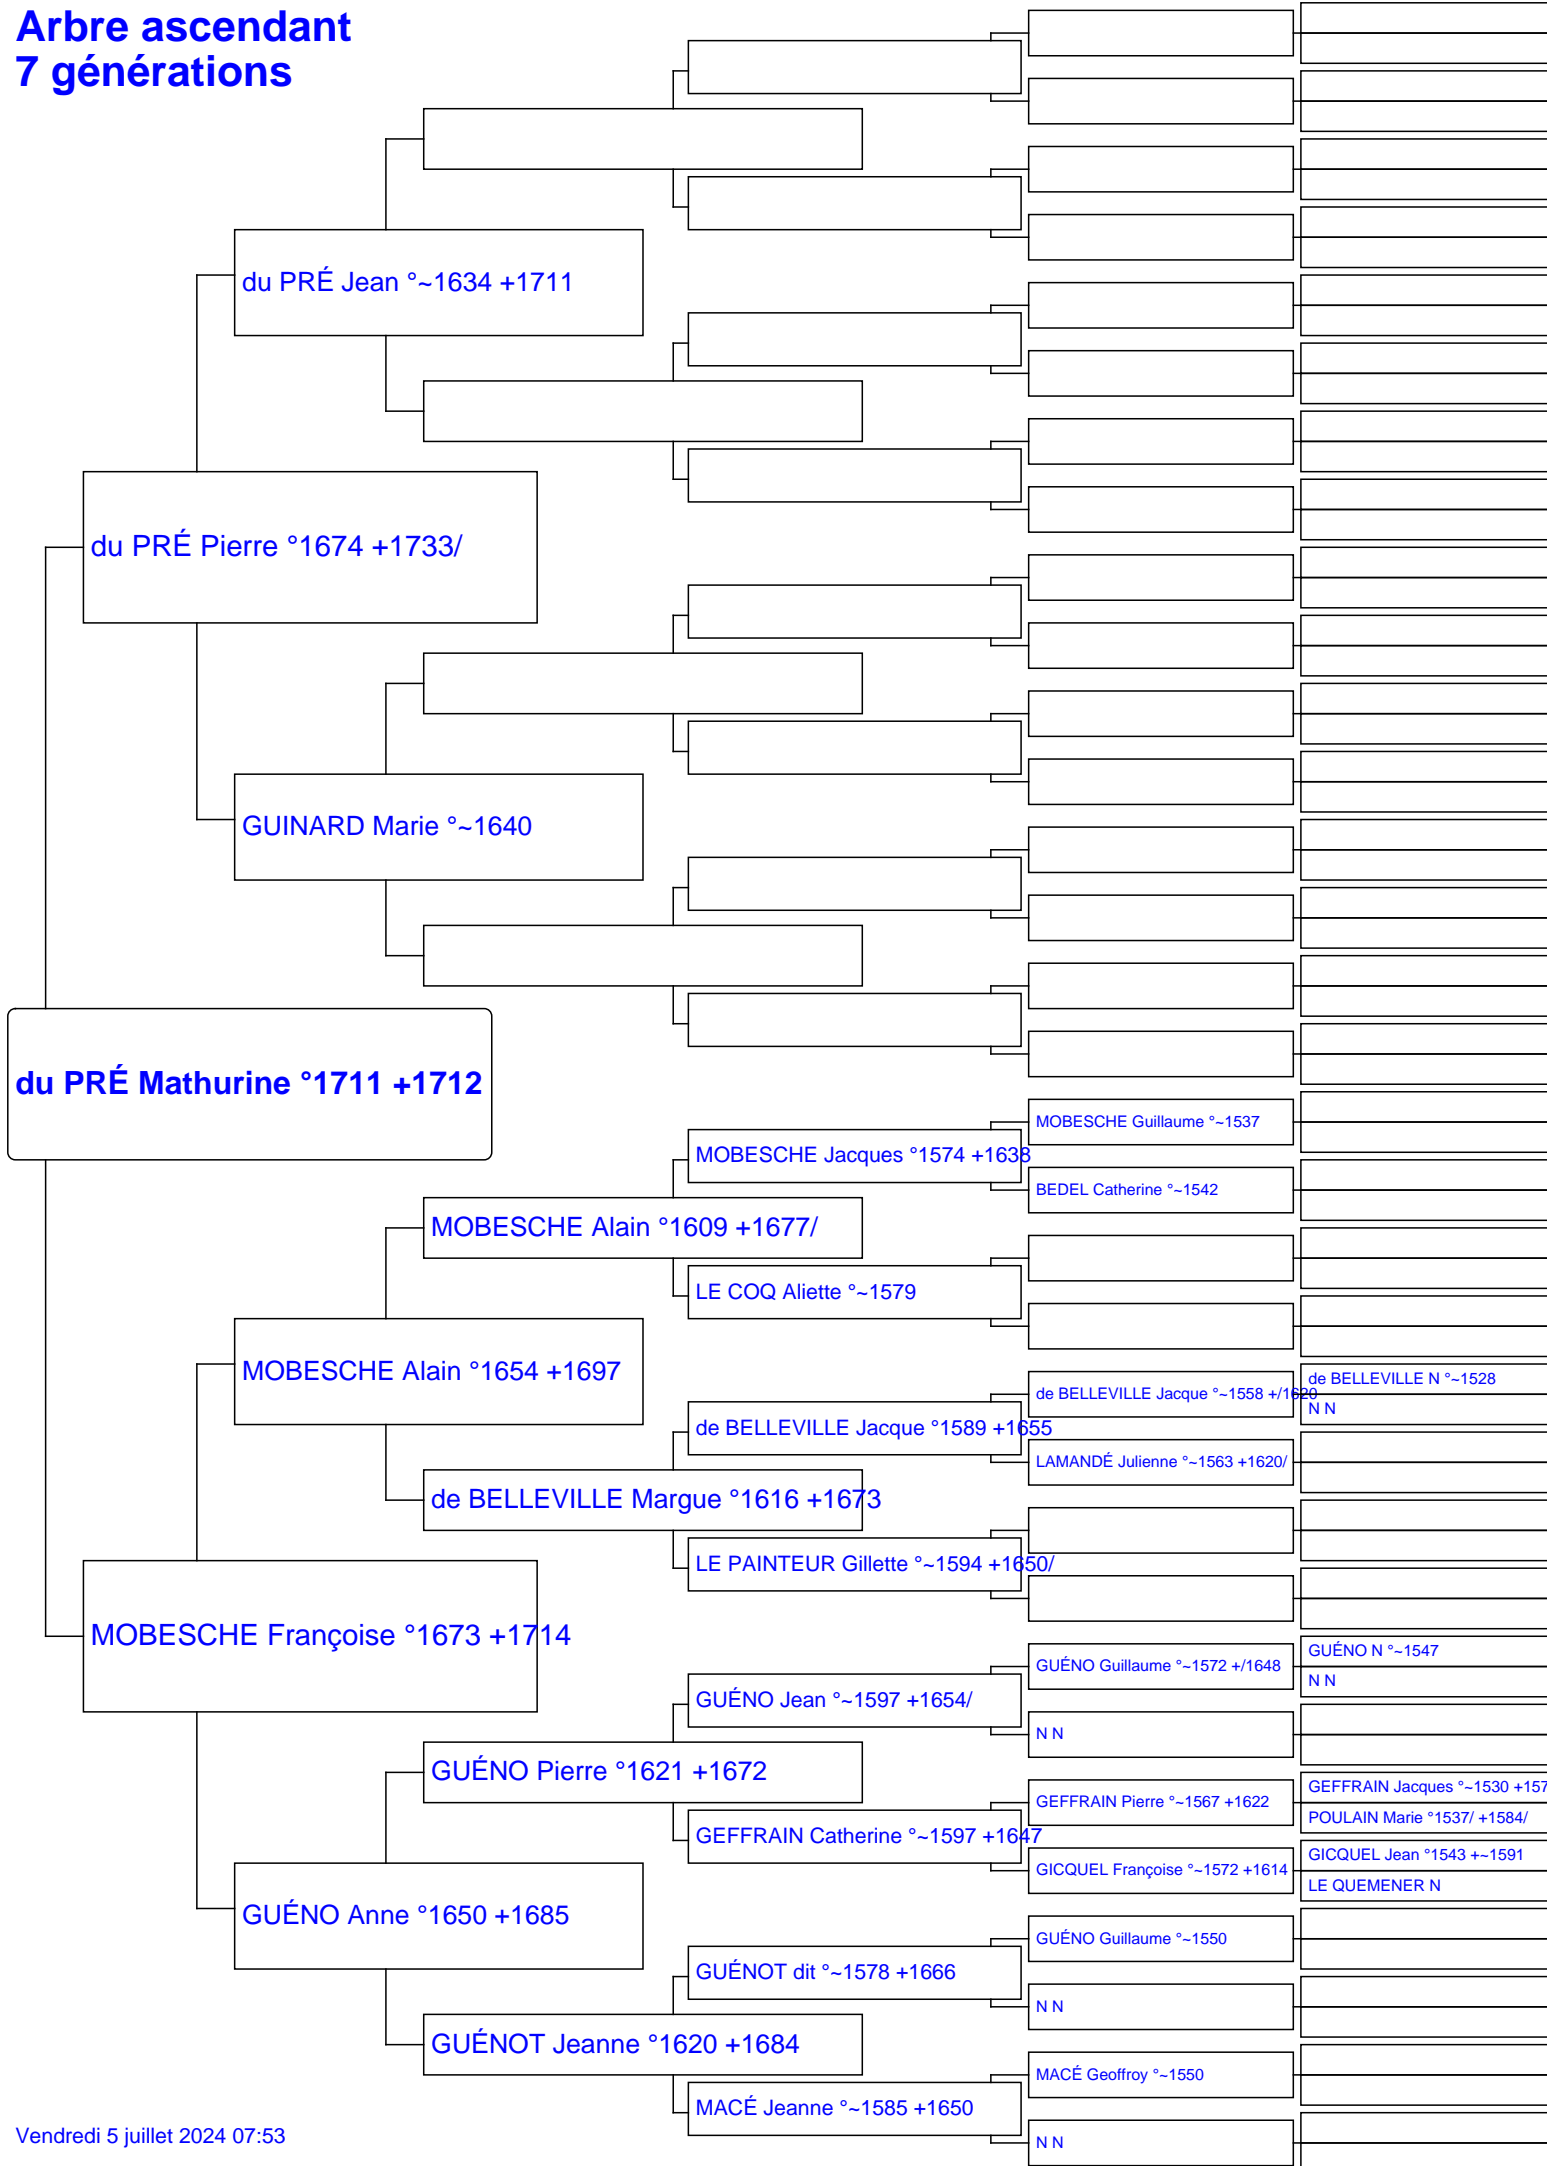 Arbre ascendant
7 générations
du PRÉ Jean °~1634 +1711
du PRÉ Pierre °1674 +1733/
GUINARD Marie °~1640
du PRÉ Mathurine °1711 +1712
MOBESCHE Guillaume °~1537
MOBESCHE Jacques °1574 +1638
BEDEL Catherine °~1542
MOBESCHE Alain °1609 +1677/
LE COQ Aliette °~1579
MOBESCHE Alain °1654 +1697
de BELLEVILLE N °~1528
de BELLEVILLE Jacque °~1558 +/1620
N N
de BELLEVILLE Jacque °1589 +1655
LAMANDÉ Julienne °~1563 +1620/
de BELLEVILLE Margue °1616 +1673
LE PAINTEUR Gillette °~1594 +1650/
MOBESCHE Françoise °1673 +1714
GUÉNO N °~1547
GUÉNO Guillaume °~1572 +/1648
N N
GUÉNO Jean °~1597 +1654/
N N
GUÉNO Pierre °1621 +1672
GEFFRAIN Jacques °~1530 +157
GEFFRAIN Pierre °~1567 +1622
POULAIN Marie °1537/ +1584/
GEFFRAIN Catherine °~1597 +1647
GICQUEL Jean °1543 +~1591
GICQUEL Françoise °~1572 +1614
LE QUEMENER N
GUÉNO Anne °1650 +1685
GUÉNO Guillaume °~1550
GUÉNOT dit °~1578 +1666
N N
GUÉNOT Jeanne °1620 +1684
MACÉ Geoffroy °~1550
MACÉ Jeanne °~1585 +1650
N N
Vendredi 5 juillet 2024 07:53